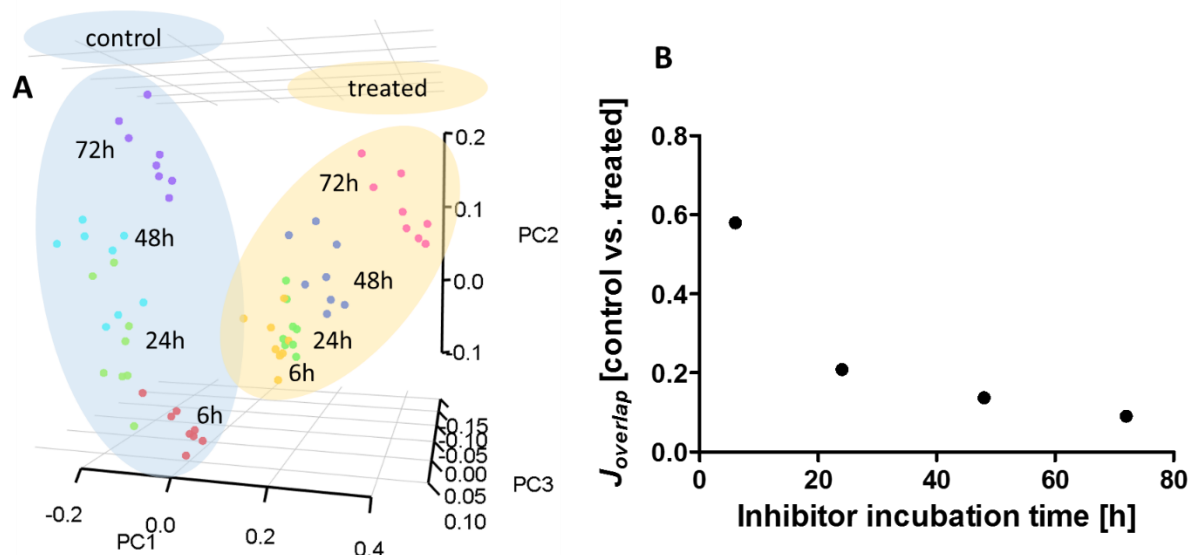 control
A
treated
72h
48h
24h
6h
72h
48h
24h
6h
0.2
0.1
0.0
-0.1
PC2
0.15
0.10
0.05
0.00
0.05
0.10
PC3
-0.2
0.0
0.2
0.4
PC1
B
J overlap [control vs. treated]
0.8
0.6
0.4
0.2
0.0
0
20
40
60
80
Inhibitor incubation time [h]